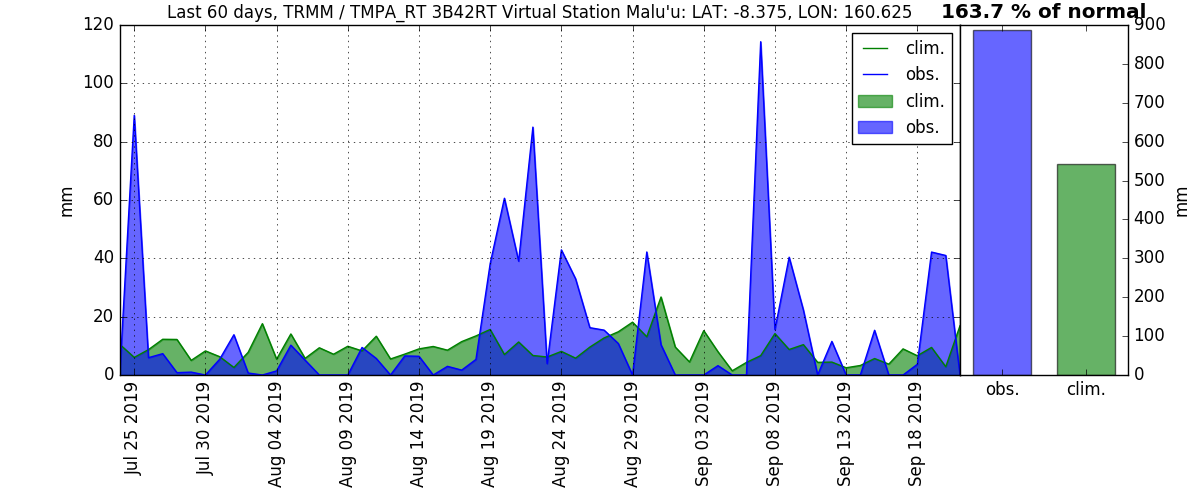 Last 60 days, TRMM / TMPA_RT 3B42RT Virtual Station Malu'u: LAT: -8.375, LON: 160.625
163.7 % of normal
mm
120
100
80
60
40
20
0
clim.
obs.
clim.
obs.
Jul 25 2019
Jul 30 2019
Aug 04 2019
Aug 09 2019
Aug 14 2019
Aug 19 2019
Aug 24 2019
Aug 29 2019
Sep 03 2019
Sep 08 2019
Sep 13 2019
Sep 18 2019
900
800
700
600
500
400
300
200
100
0
mm
obs.
clim.